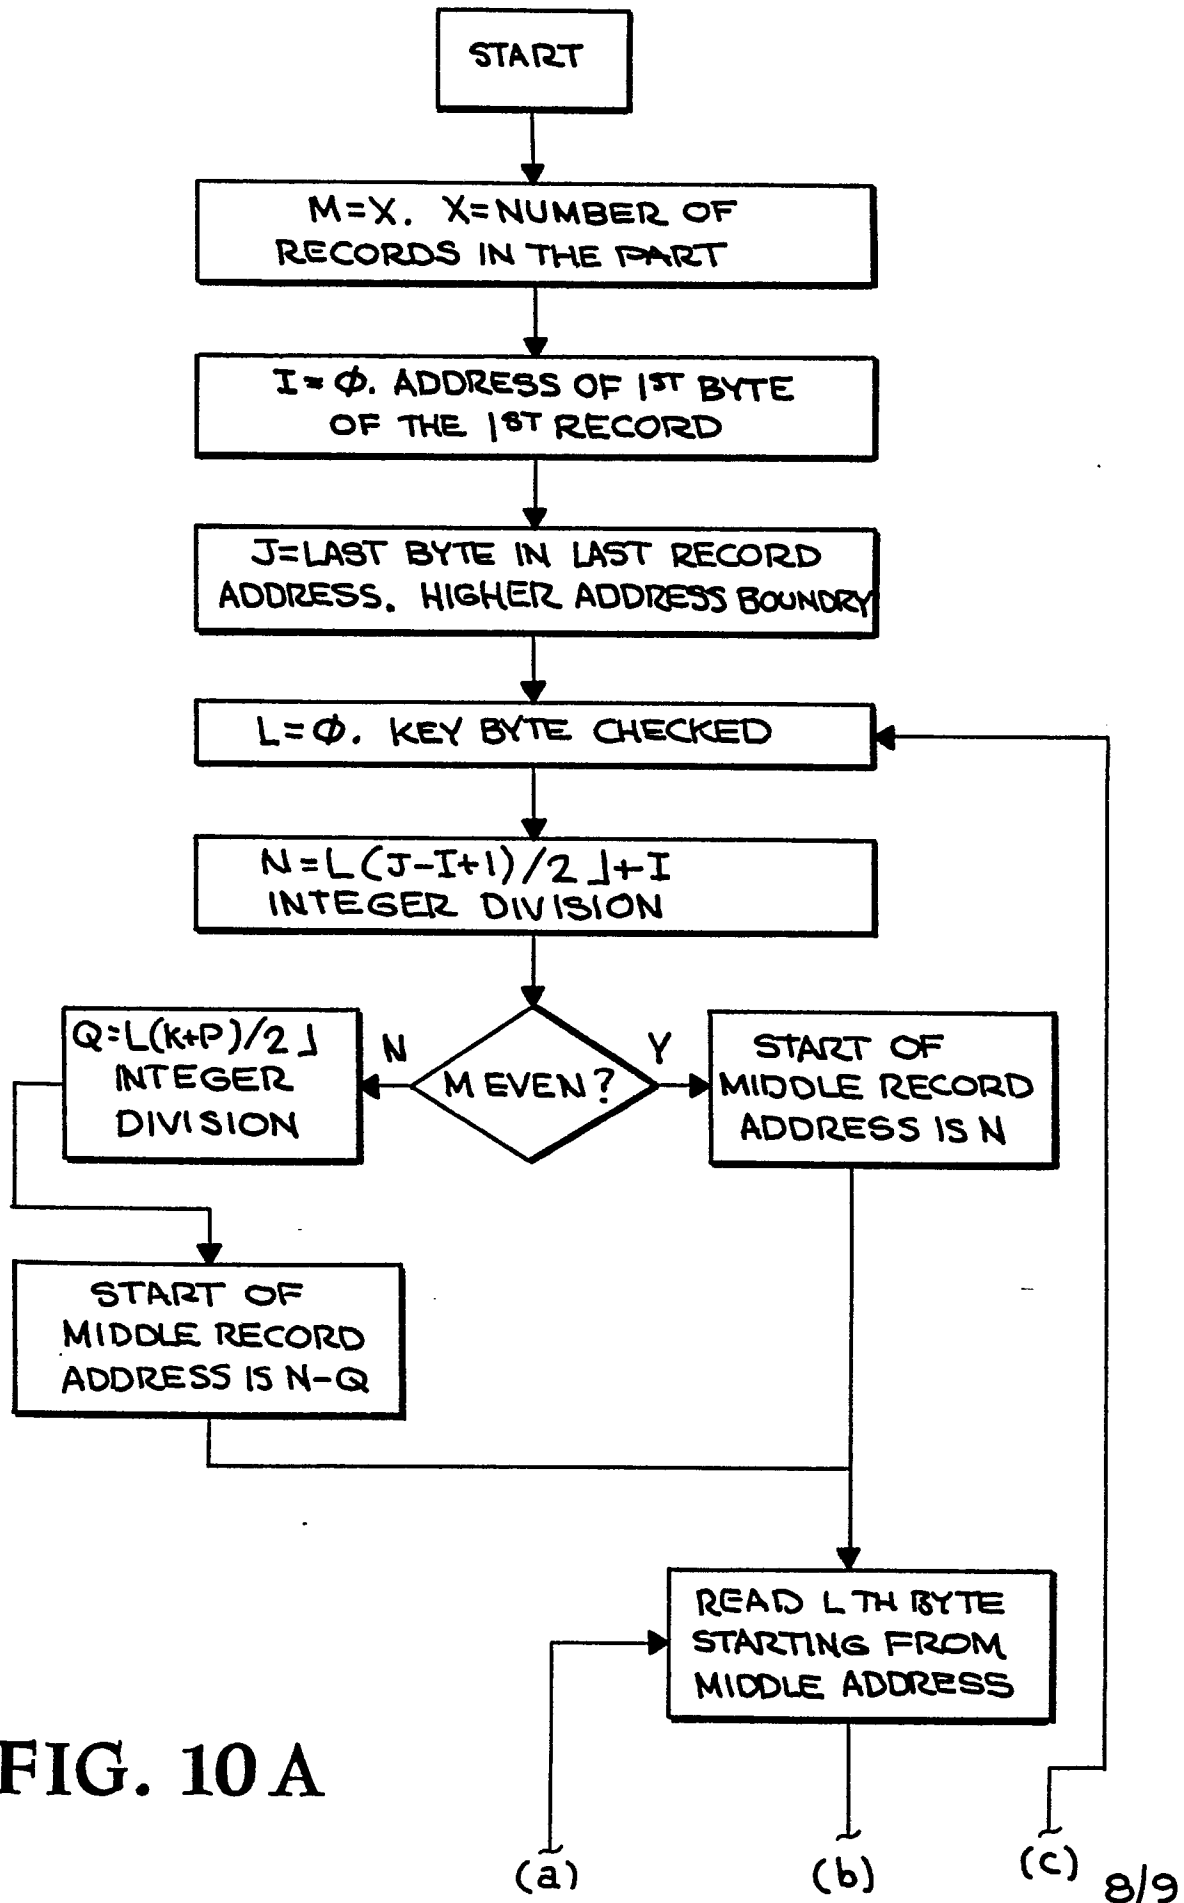 START
M=X. X=NUMBER OF
RECORDS IN THE PART
I=Φ. ADDRESS OF 1ST BYTE
OF THE 1ST RECORD
J=LAST BYTE IN LAST RECORD
ADDRESS. HIGHER ADDRESS BOUNDRY
L=Φ. KEY BYTE CHECKED
N=⌊(J-I+1)/2⌋+I
INTEGER DIVISION
Q=⌊(K+P)/2⌋
INTEGER
DIVISION
N
M EVEN?
Y
START OF
MIDDLE RECORD
ADDRESS IS N
START OF
MIDDLE RECORD
ADDRESS IS N-Q
READ L TH BYTE
STARTING FROM
MIDDLE ADDRESS
FIG. 10A
(a)
(b)
(c)
8/9